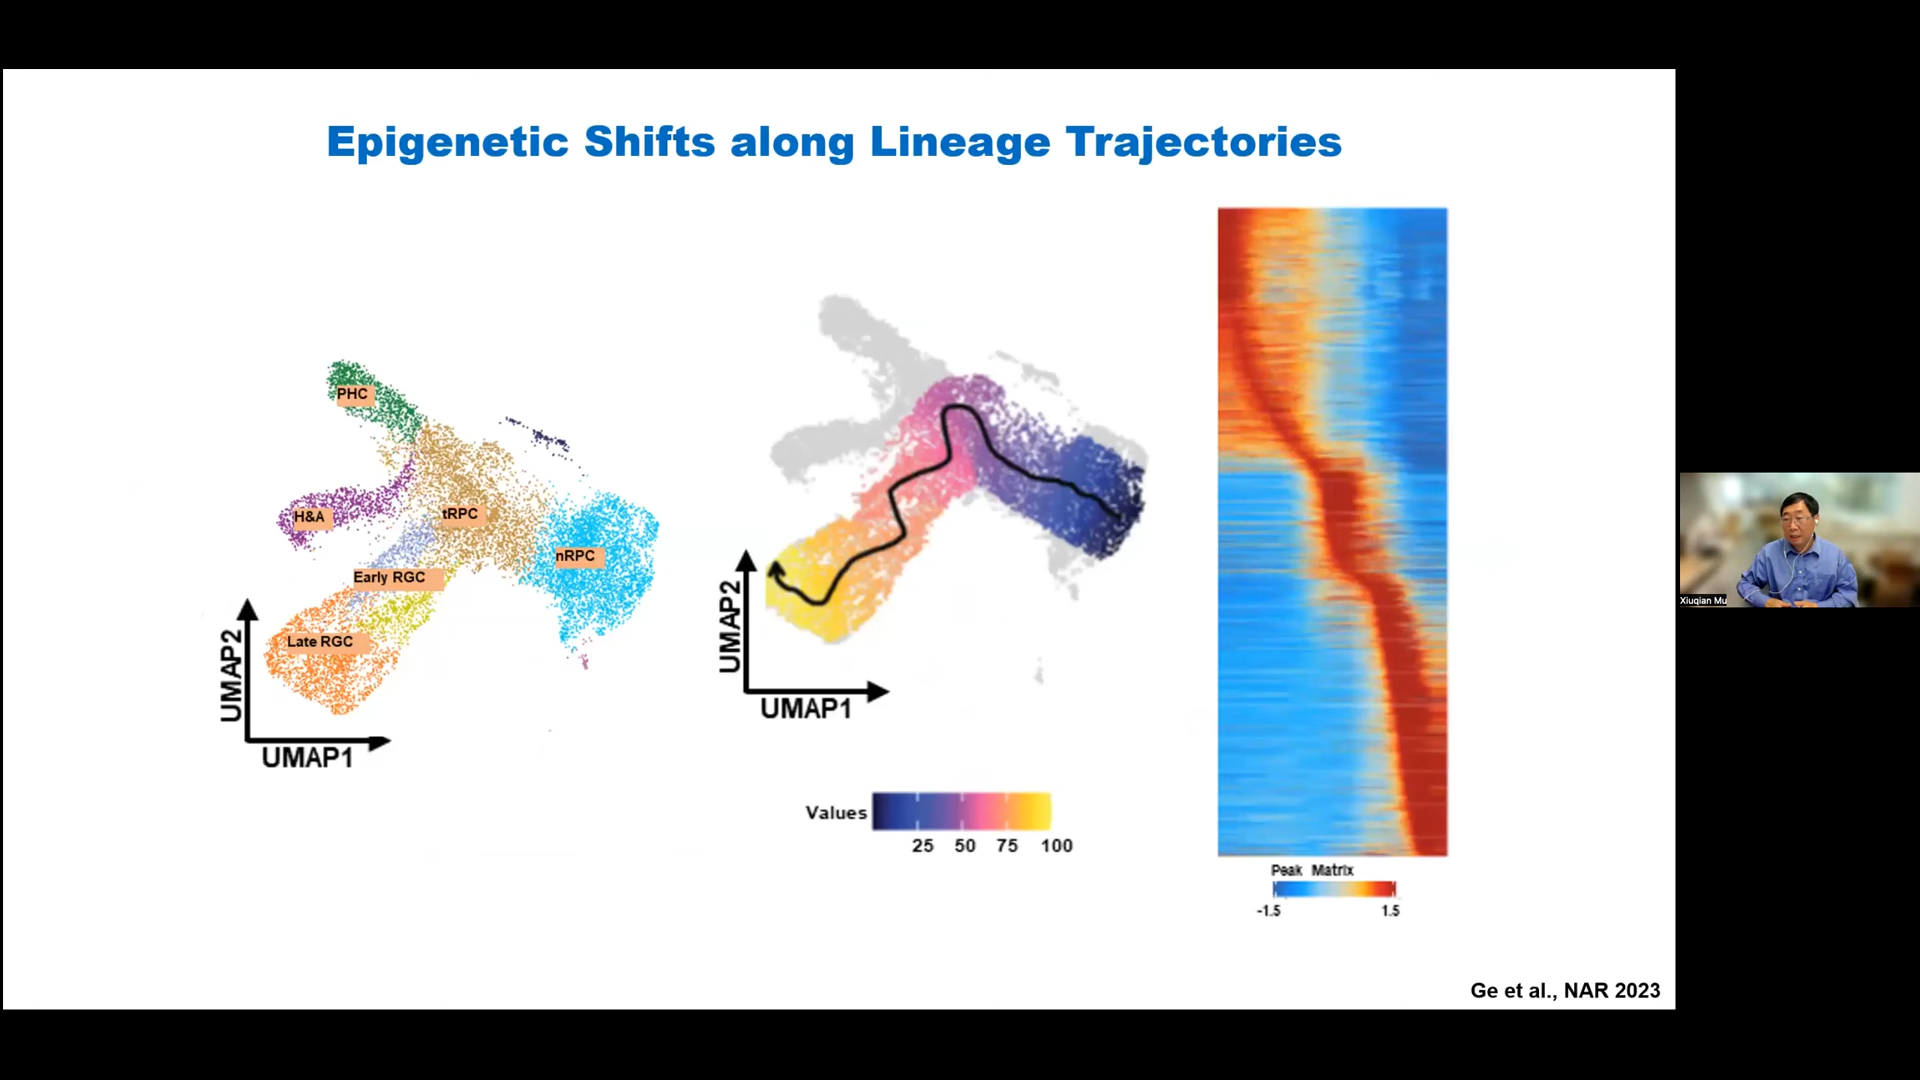 Epigenetic Shifts along Lineage Trajectories
PHC
H&A
tRPC
nRPC
Early RGC
Late RGC
UMAP2
UMAP1
UMAP2
UMAP1
Values
25 50 75 100
Peak Matrix
-1.5 1.5
Ge et al., NAR 2023
Xiuqian Mu